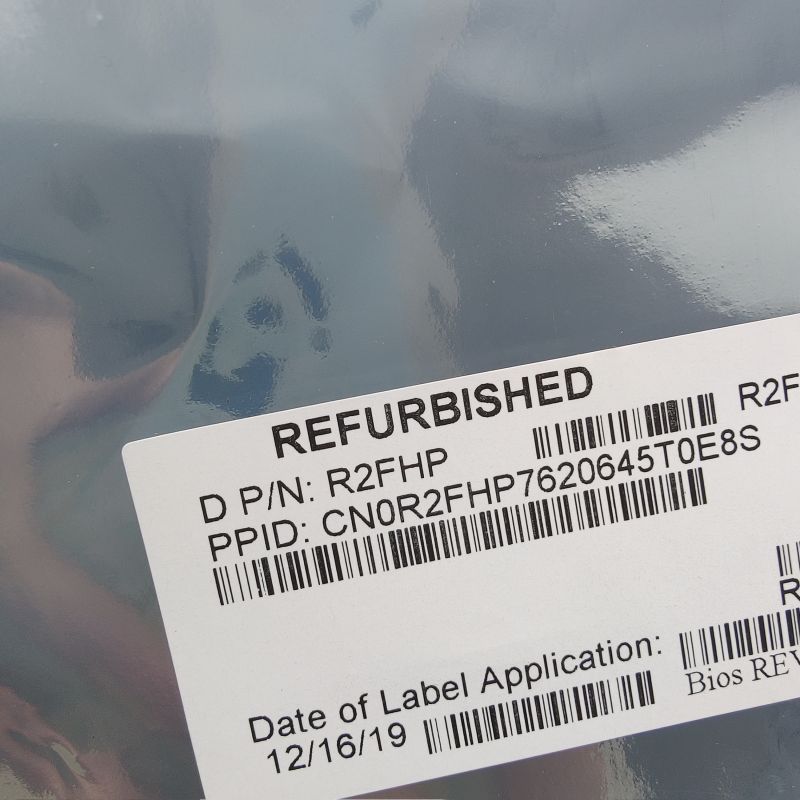 REFURBISHED
D P/N: R2FHP
R2F
PPID: CN0R2FHP7620645T0E8S
R
Date of Label Application:
12/16/19
Bios REV